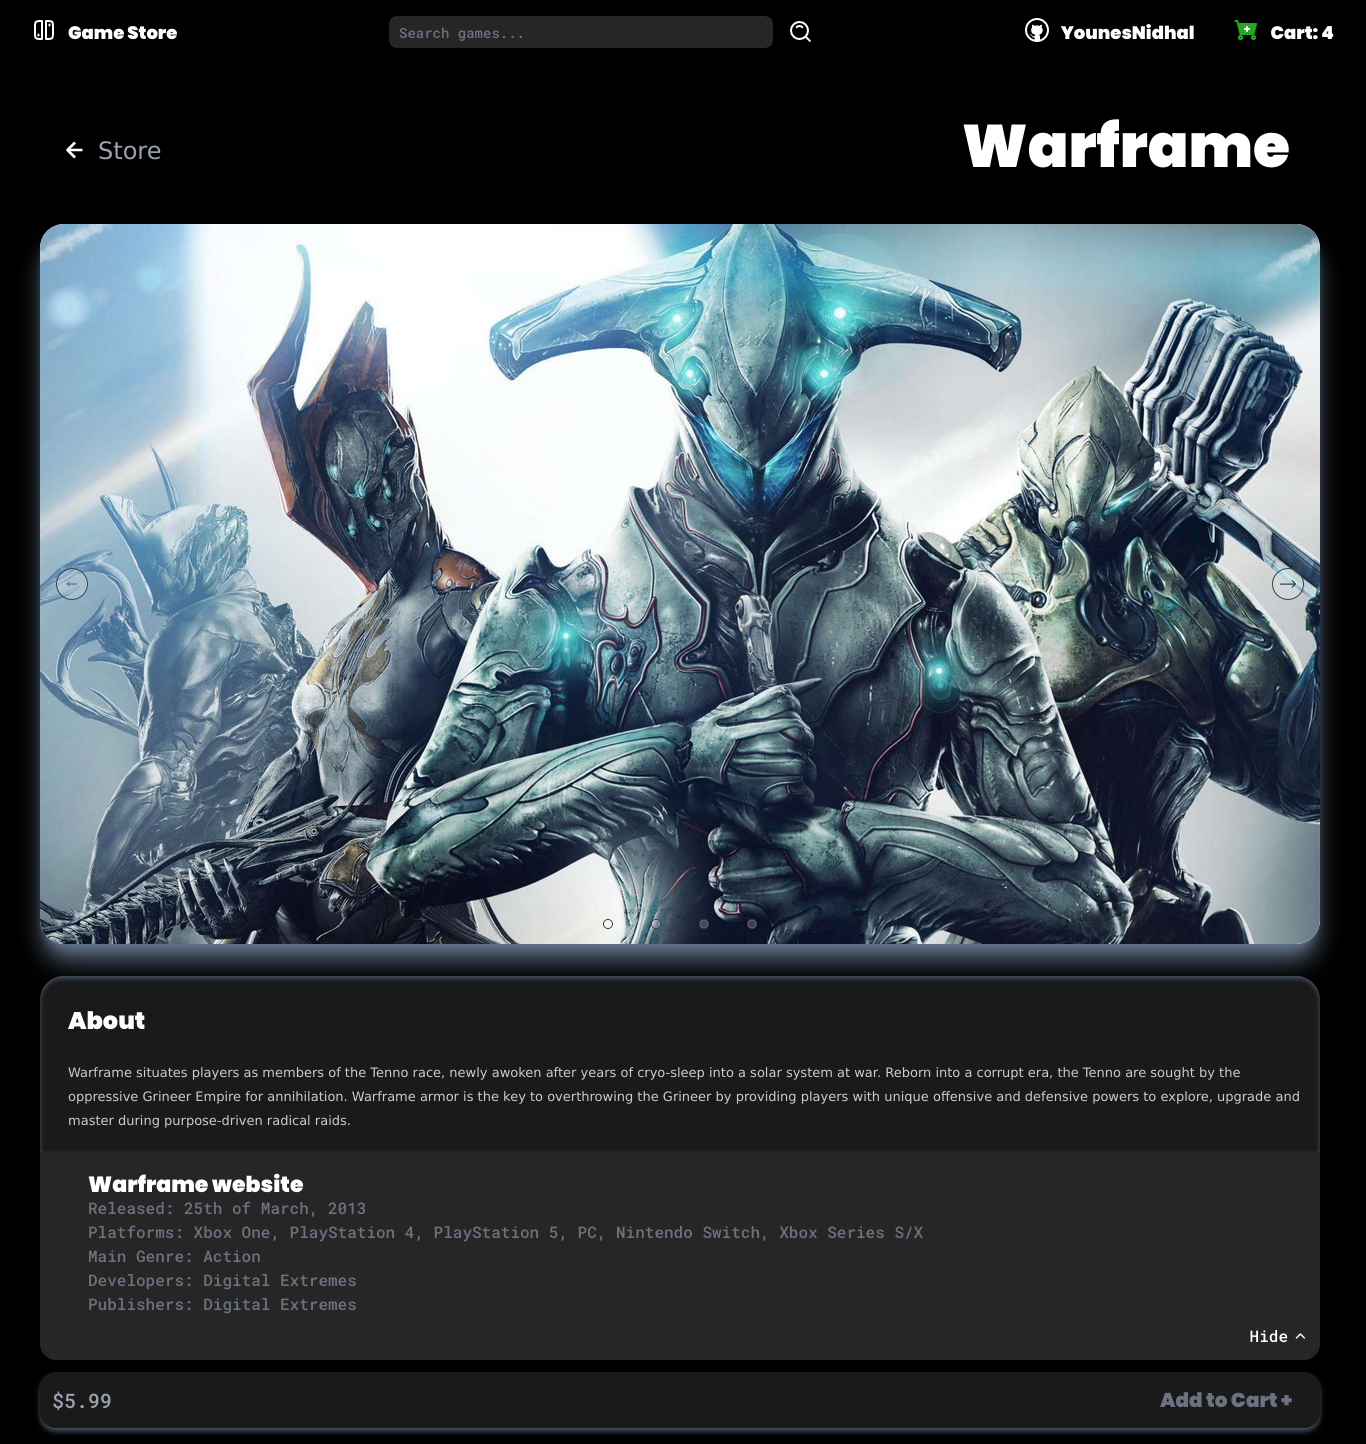 Game Store
Search games...
YounesNidhal
Cart: 4
Store
Warframe
About
Warframe situates players as members of the Tenno race, newly awoken after years of cryo-sleep into a solar system at war. Reborn into a corrupt era, the Tenno are sought by the
oppressive Grineer Empire for annihilation. Warframe armor is the key to overthrowing the Grineer by providing players with unique offensive and defensive powers to explore, upgrade and
master during purpose-driven radical raids.
Warframe website
Released: 25th of March, 2013
Platforms: Xbox One, PlayStation 4, PlayStation 5, PC, Nintendo Switch, Xbox Series S/X
Main Genre: Action
Developers: Digital Extremes
Publishers: Digital Extremes
Hide
$5.99
Add to Cart +